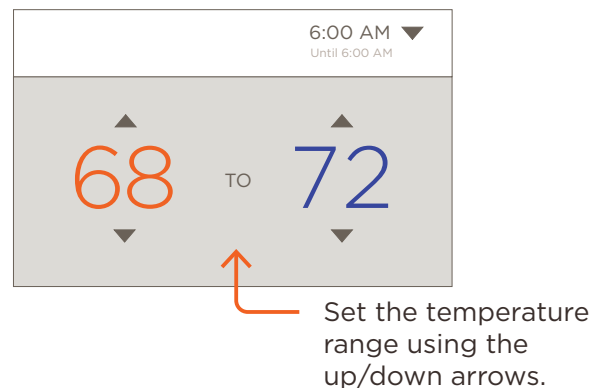 6:00 AM
Until 6:00 AM
68 TO 72
Set the temperature
range using the
up/down arrows.